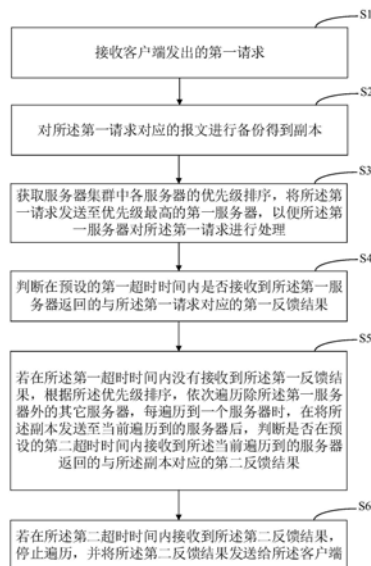 S1
接收客户端发出的第一请求
S2
对所述第一请求对应的报文进行备份得到副本
S3
获取服务器集群中各服务器的优先级排序，将所述第
一请求发送至优先级最高的第一服务器，以便所述第
一服务器对所述第一请求进行处理
S4
判断在预设的第一超时时间内是否接收到所述第一服
务器返回的与所述第一请求对应的第一反馈结果
S5
若在所述第一超时时间内没有接收到所述第一反馈结
果，根据所述优先级排序，依次遍历除所述第一服务
器外的其它服务器，每遍历到一个服务器时，在将所
述副本发送至当前遍历到的服务器后，判断是否在预
设的第二超时时间内接收到所述当前遍历到的服务器
返回的与所述副本对应的第二反馈结果
S6
若在所述第二超时时间内接收到所述第二反馈结果，
停止遍历，并将所述第二反馈结果发送给所述客户端